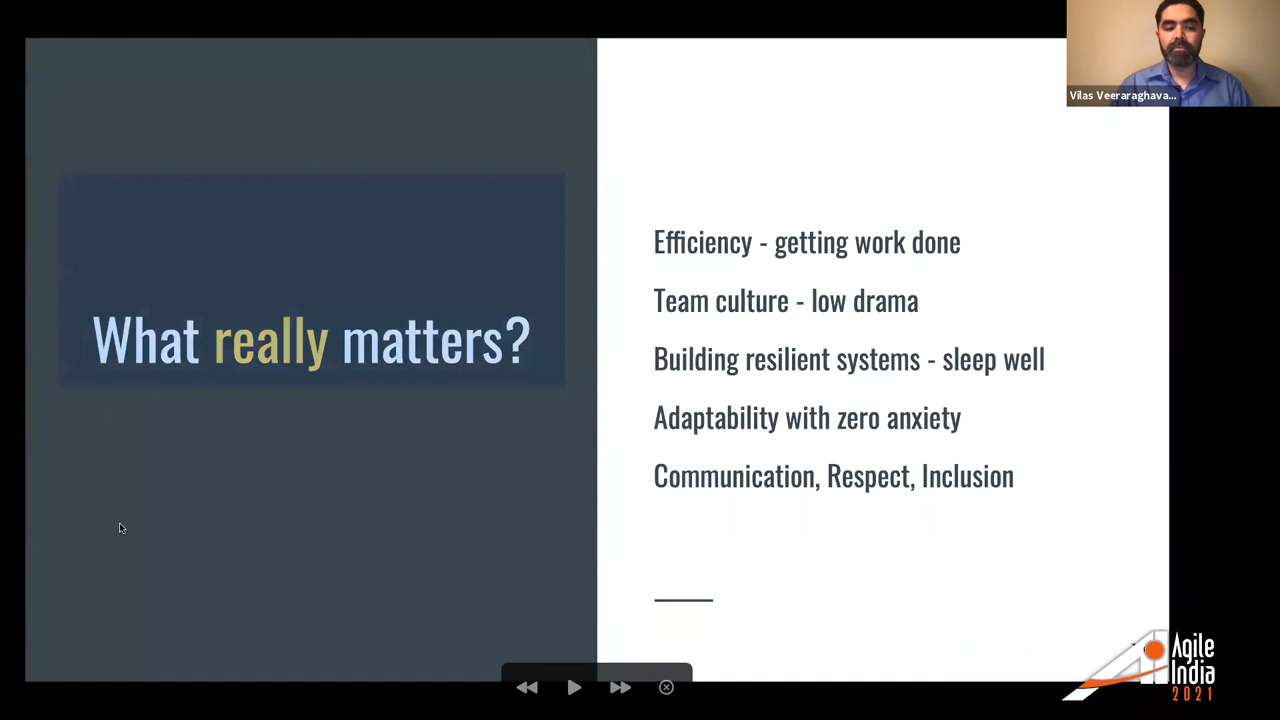 Vilas Veeraraghava...
What really matters?
Efficiency - getting work done
Team culture - low drama
Building resilient systems - sleep well
Adaptability with zero anxiety
Communication, Respect, Inclusion
Agile
India
2021